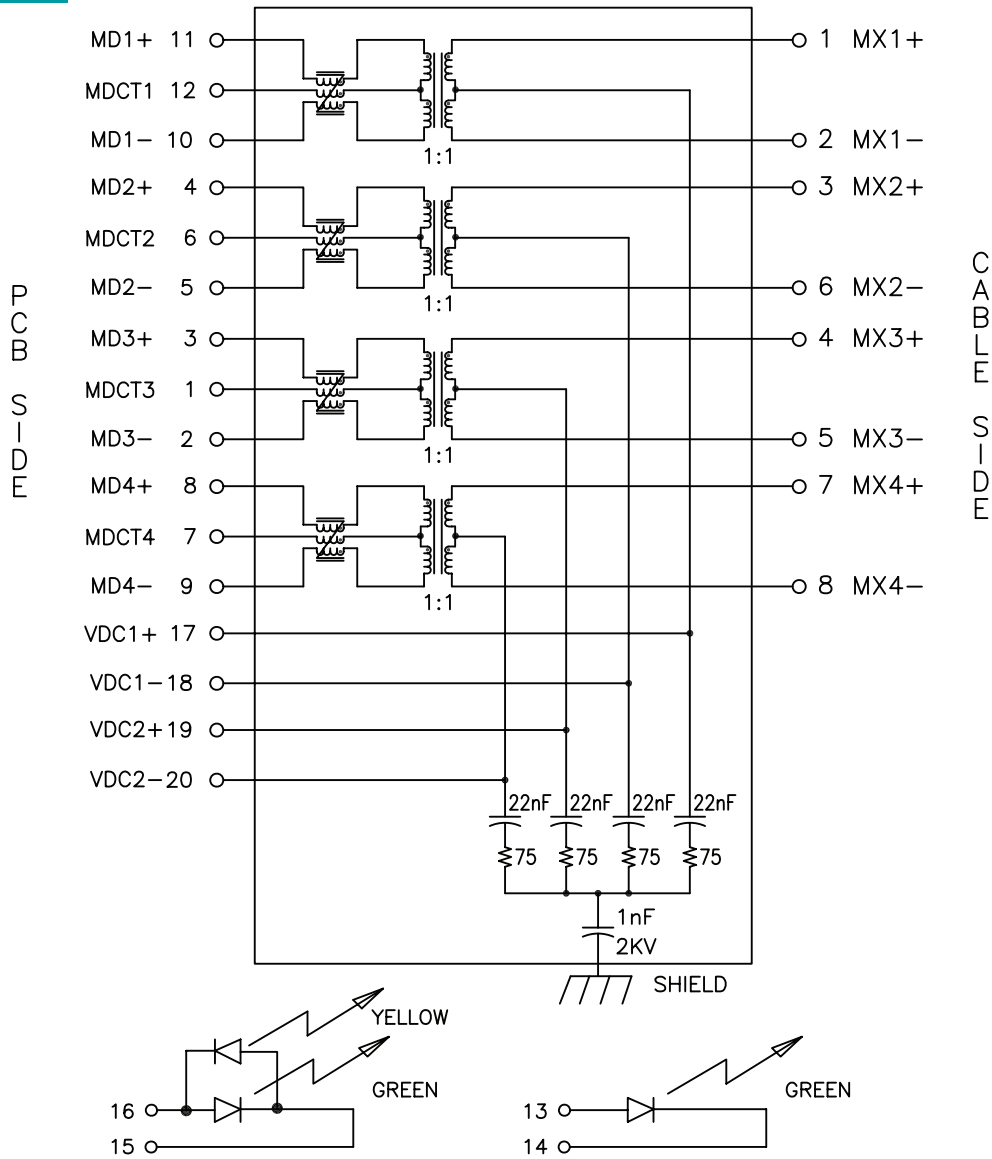 MD1+ 11
1 MX1+
MDCT1 12
MD1- 10
2 MX1-
1:1
MD2+ 4
3 MX2+
MDCT2 6
MD2- 5
6 MX2-
1:1
MD3+ 3
4 MX3+
MDCT3 1
MD3- 2
5 MX3-
1:1
MD4+ 8
7 MX4+
MDCT4 7
MD4- 9
8 MX4-
1:1
PCB SIDE
CABLE SIDE
VDC1+ 17
VDC1-18
VDC2+19
VDC2-20
22nF 22nF 22nF 22nF
75 75 75 75
1nF
2KV
SHIELD
YELLOW
GREEN
16
15
GREEN
13
14